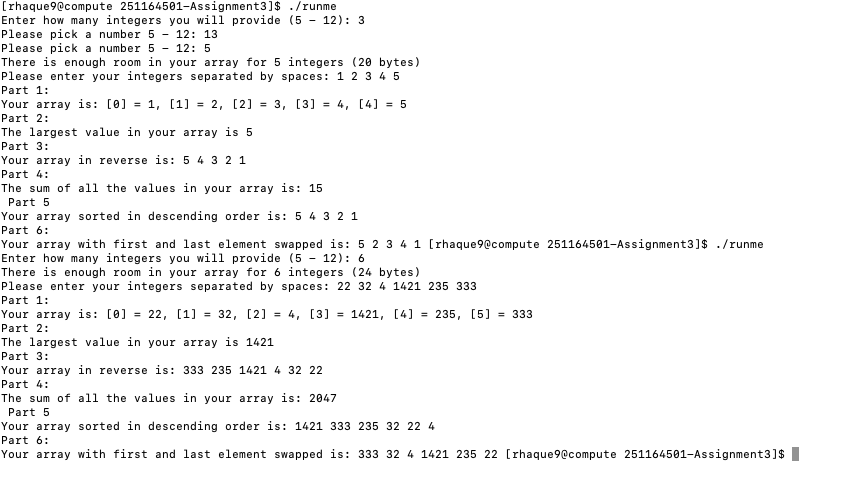 [rhaque9@compute 251164501-Assignment3]$ ./runme
Enter how many integers you will provide (5 – 12): 3
Please pick a number 5 – 12: 13
Please pick a number 5 – 12: 5
There is enough room in your array for 5 integers (20 bytes)
Please enter your integers separated by spaces: 1 2 3 4 5
Part 1:
Your array is: [0] = 1, [1] = 2, [2] = 3, [3] = 4, [4] = 5
Part 2:
The largest value in your array is 5
Part 3:
Your array in reverse is: 5 4 3 2 1
Part 4:
The sum of all the values in your array is: 15
 Part 5
Your array sorted in descending order is: 5 4 3 2 1
Part 6:
Your array with first and last element swapped is: 5 2 3 4 1 [rhaque9@compute 251164501-Assignment3]$ ./runme
Enter how many integers you will provide (5 – 12): 6
There is enough room in your array for 6 integers (24 bytes)
Please enter your integers separated by spaces: 22 32 4 1421 235 333
Part 1:
Your array is: [0] = 22, [1] = 32, [2] = 4, [3] = 1421, [4] = 235, [5] = 333
Part 2:
The largest value in your array is 1421
Part 3:
Your array in reverse is: 333 235 1421 4 32 22
Part 4:
The sum of all the values in your array is: 2047
 Part 5
Your array sorted in descending order is: 1421 333 235 32 22 4
Part 6:
Your array with first and last element swapped is: 333 32 4 1421 235 22 [rhaque9@compute 251164501-Assignment3]$